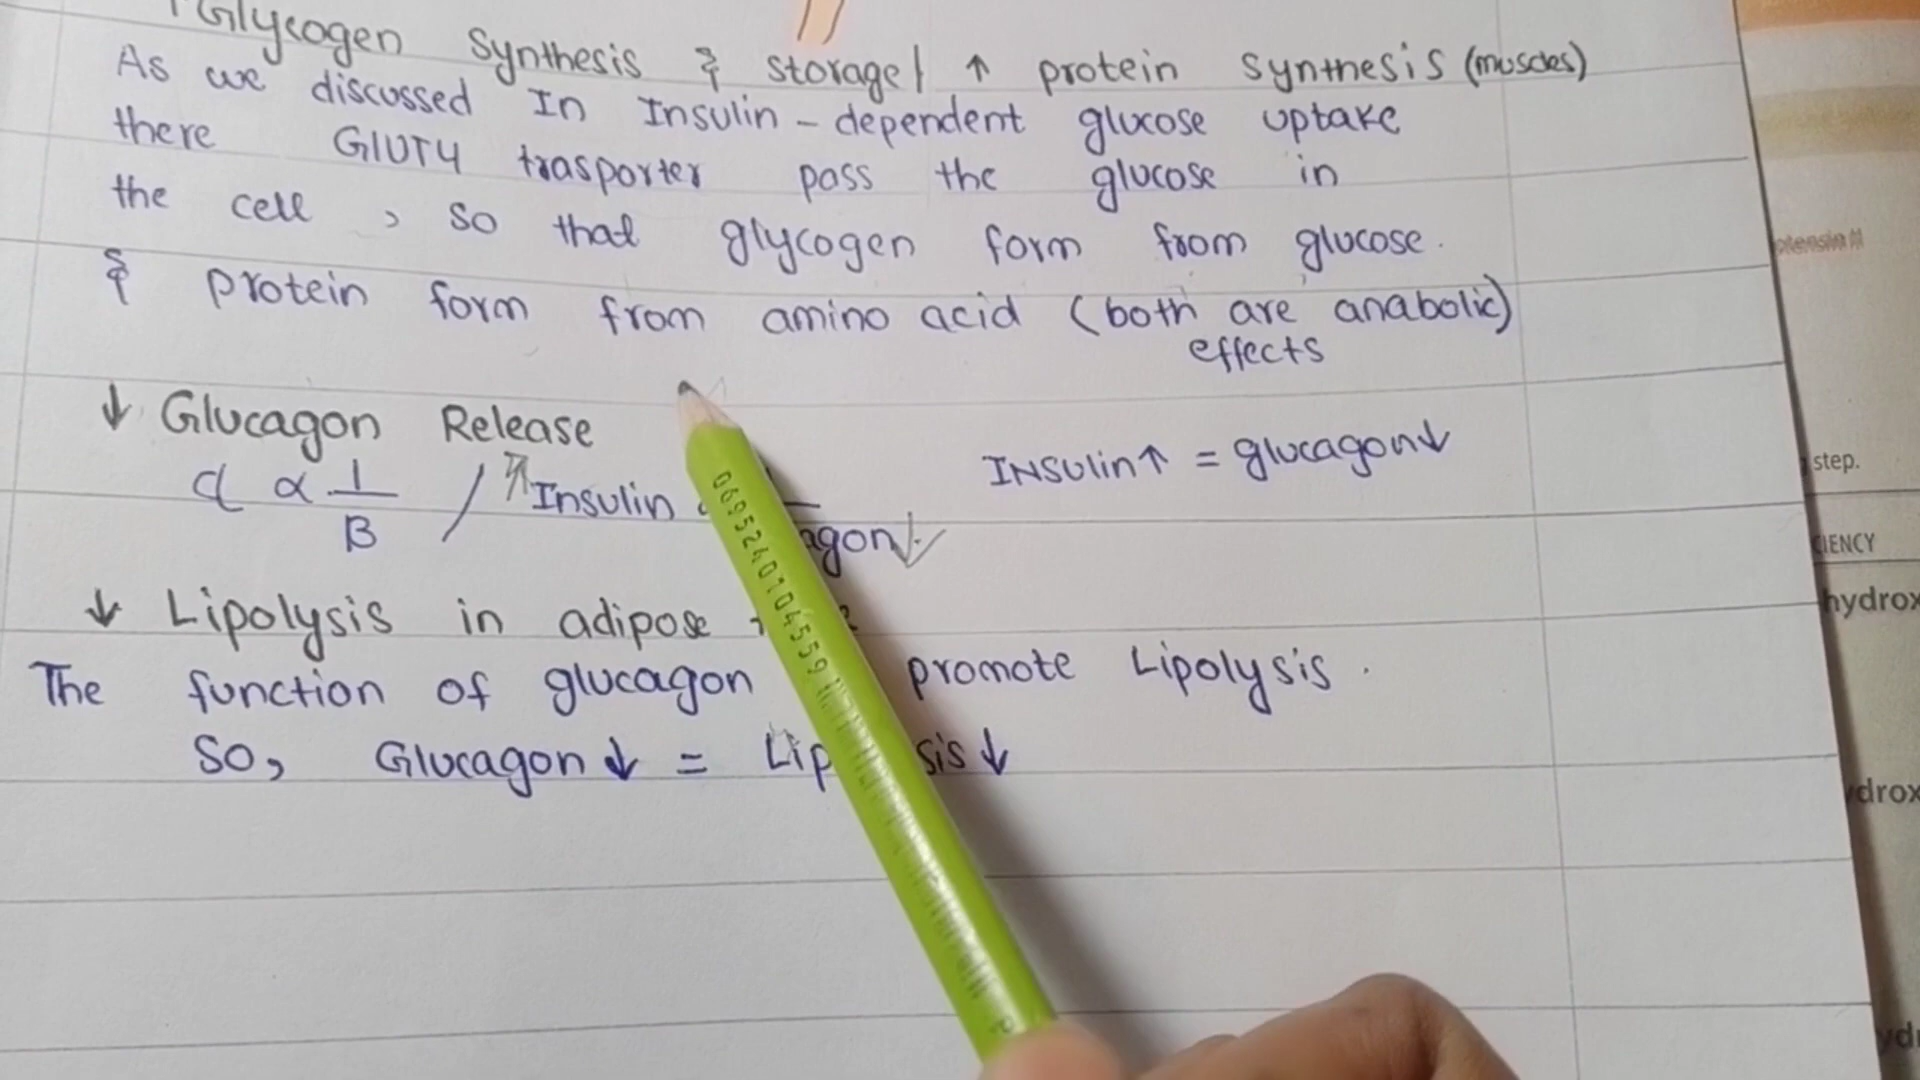 ↑ Glycogen Synthesis & storage/ ↑ protein synthesis (muscles)
As we discussed In Insulin-dependent glucose uptake
there GlUT4 trasporter pass the glucose in
the cell, so that glycogen form from glucose.
& protein form from amino acid (both are anabolic)
effects
↓ Glucagon Release
α ∝ 1/B / ↑Insulin agon↓
INSulin↑ = glucagon↓
↓ Lipolysis in adipose
The function of glucagon promote Lipolysis.
So, Glucagon↓ = Lip sis↓
0695240104559
step.
CIENCY
hydrox
drox
yd